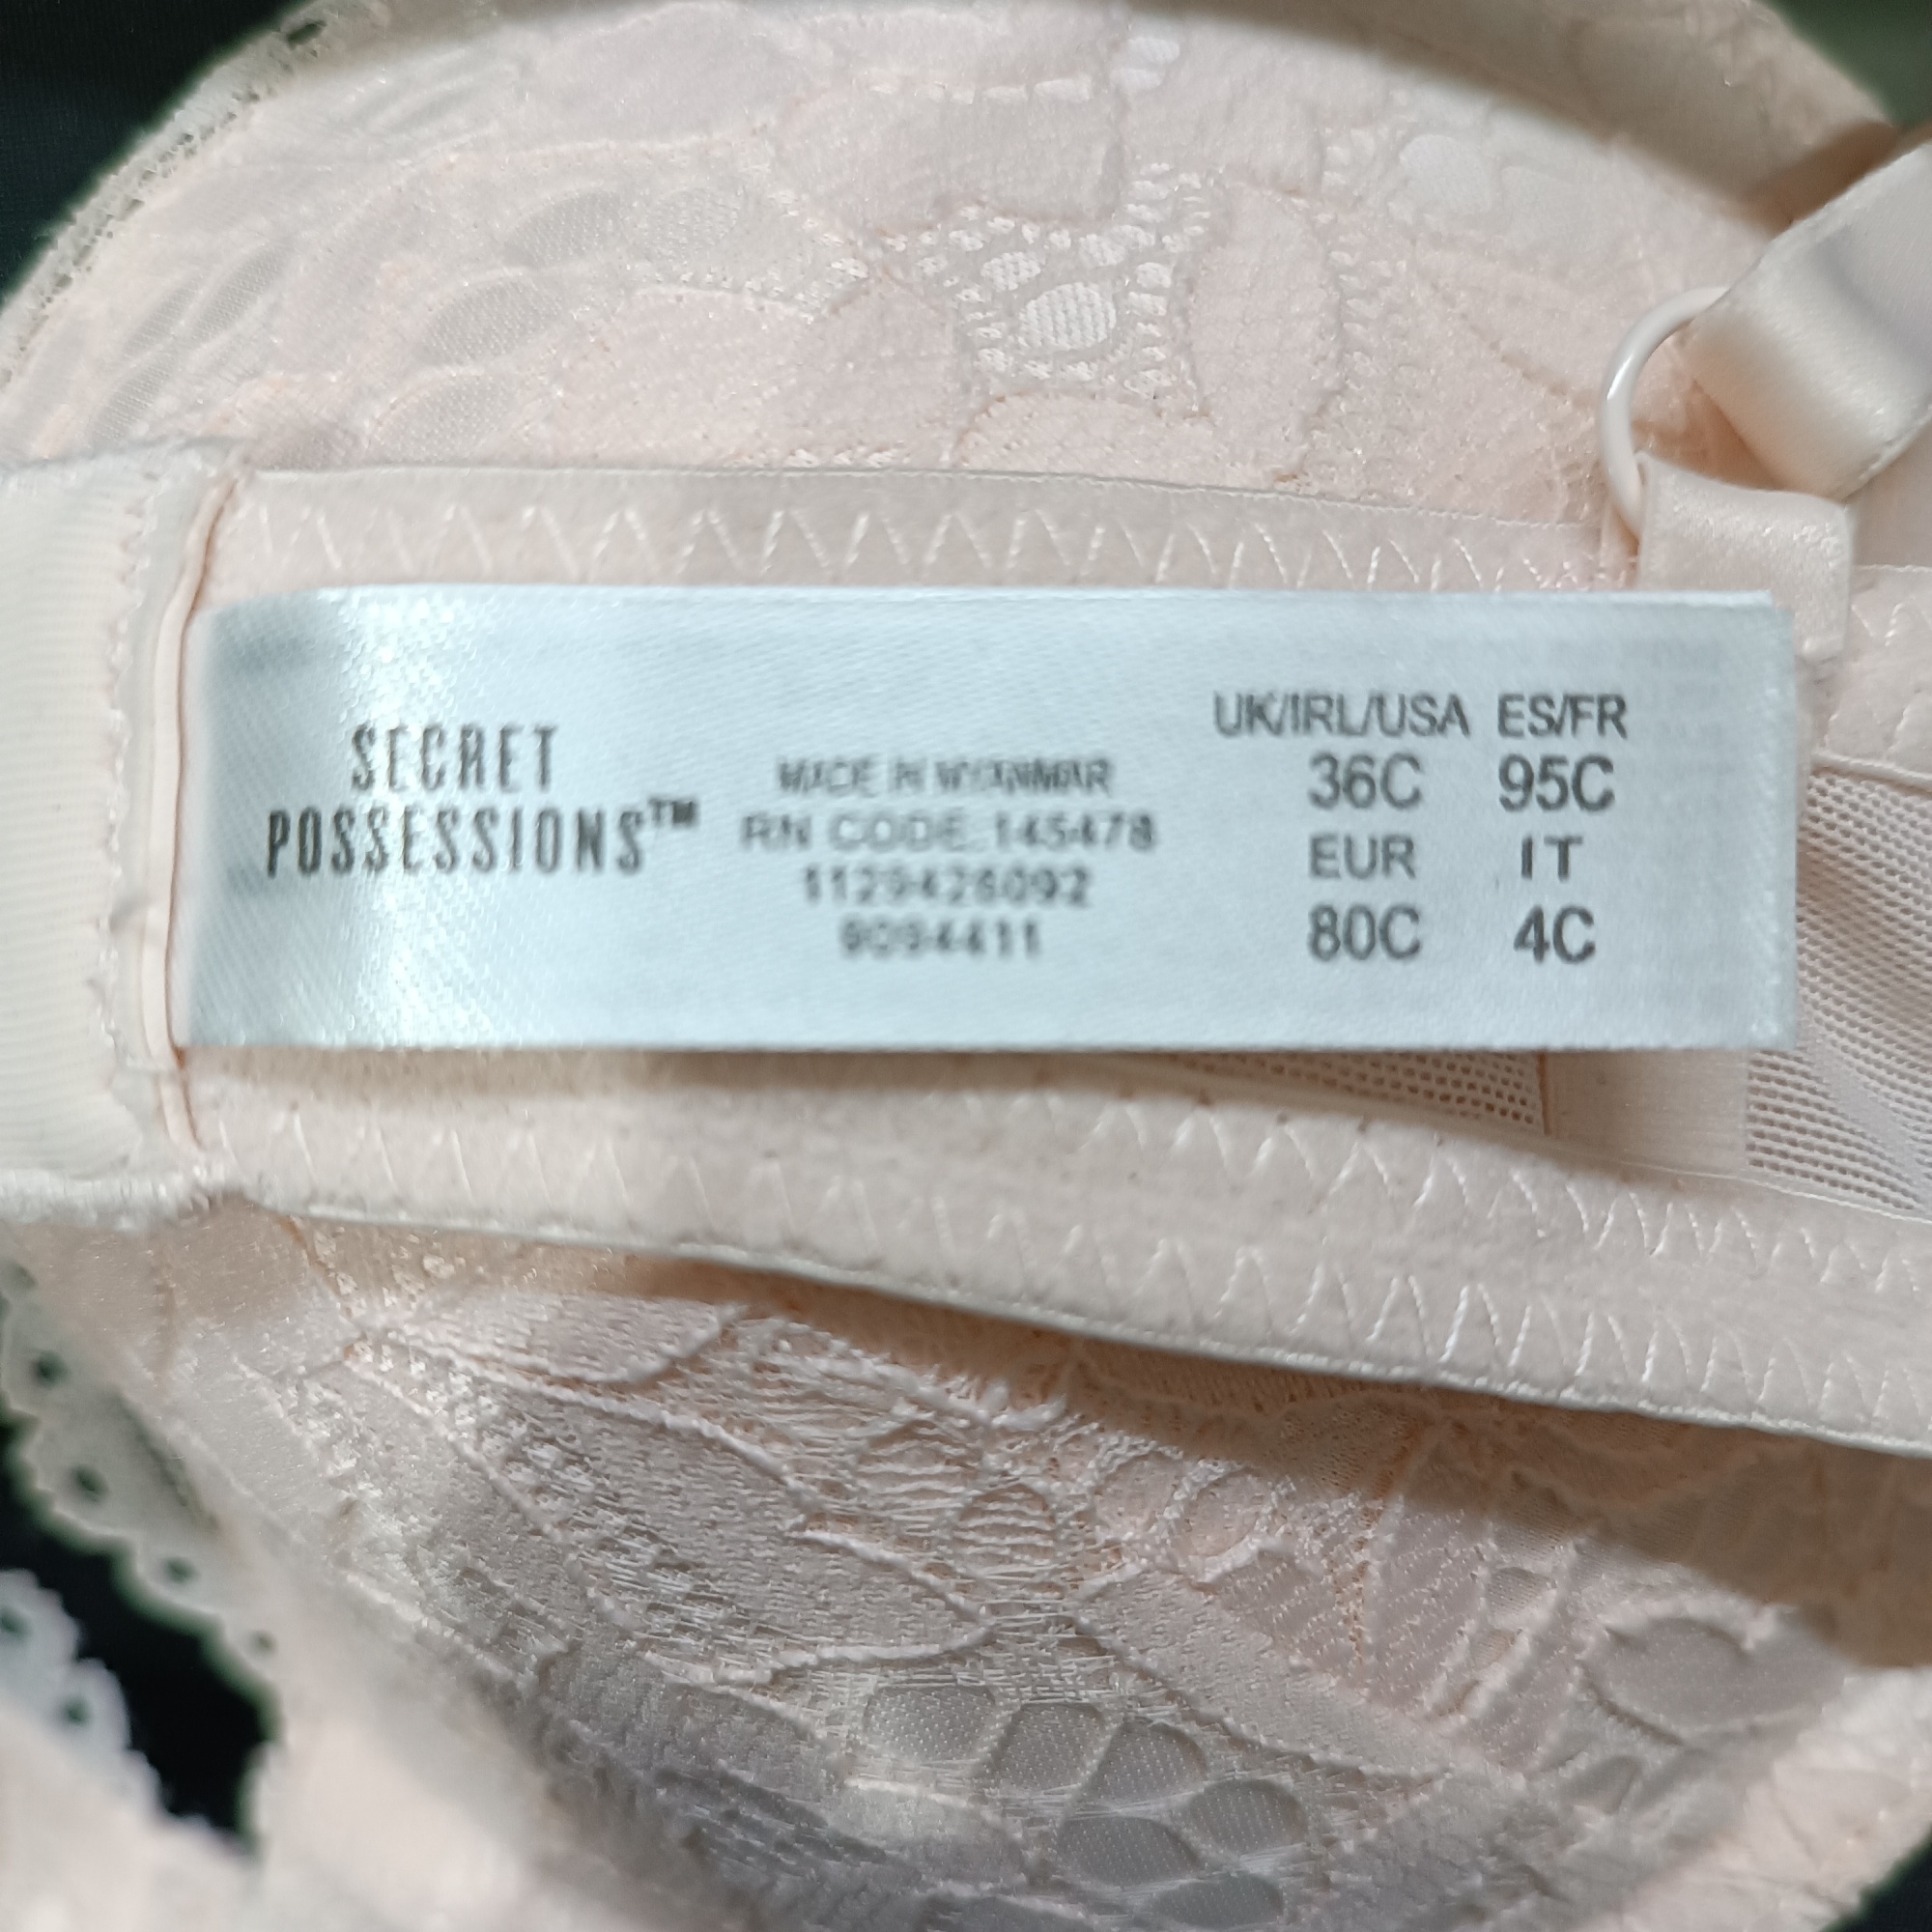 SECRET
POSSESSIONS™
MADE IN MYANMAR
RN CODE 145478
1129426092
9094411
UK/IRL/USA ES/FR
36C 95C
EUR IT
80C 4C